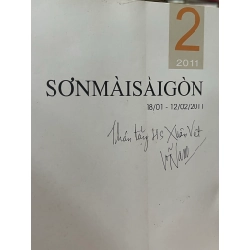 2
2011
SƠNMÀISÀIGÒN
18/01 - 12/02/2011
Thân tặng HS Xuân Việt